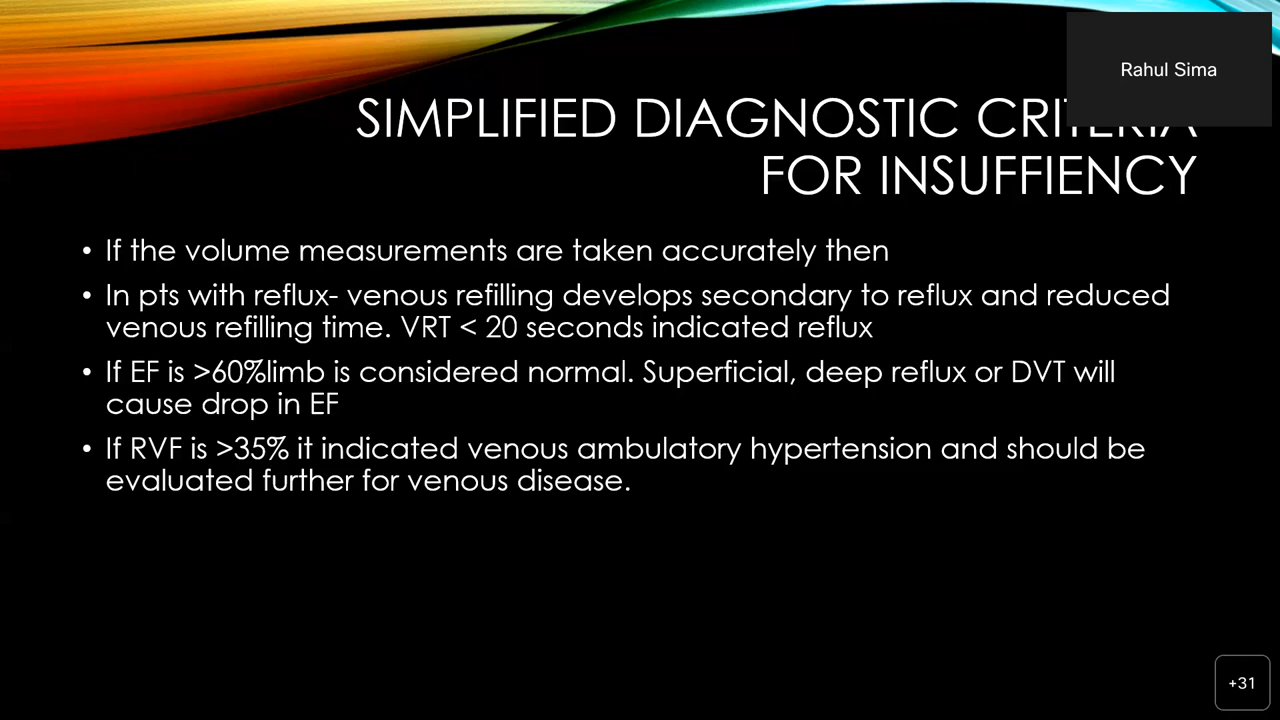 Rahul Sima
SIMPLIFIED DIAGNOSTIC CRITERIA
FOR INSUFFIENCY
• If the volume measurements are taken accurately then
• In pts with reflux- venous refilling develops secondary to reflux and reduced
venous refilling time. VRT < 20 seconds indicated reflux
• If EF is >60%limb is considered normal. Superficial, deep reflux or DVT will
cause drop in EF
• If RVF is >35% it indicated venous ambulatory hypertension and should be
evaluated further for venous disease.
+31